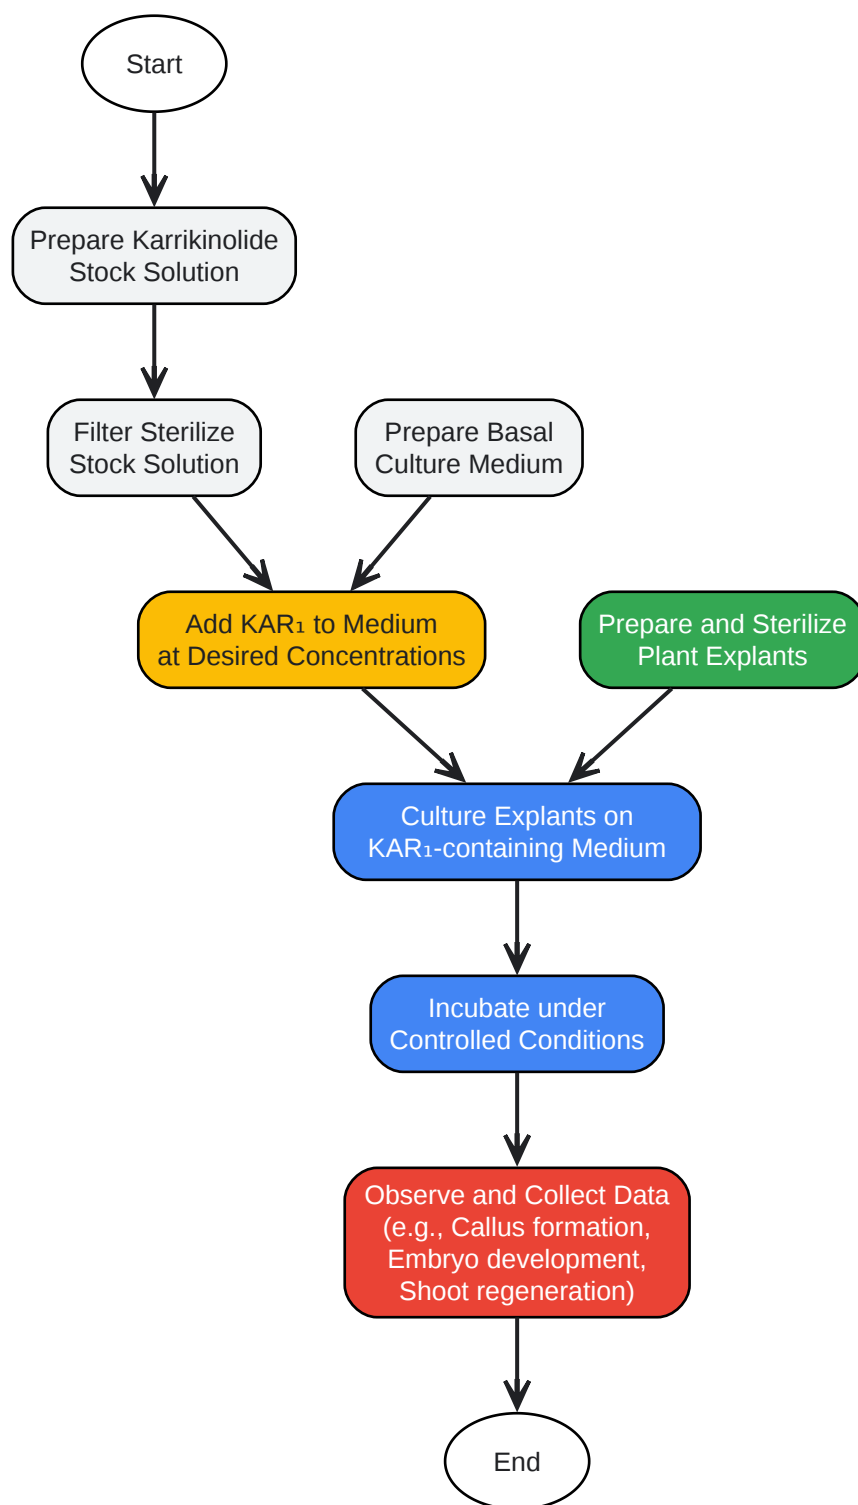 Start
Prepare Karrikinolide
Stock Solution
Filter Sterilize
Stock Solution
Prepare Basal
Culture Medium
Add KAR₁ to Medium
at Desired Concentrations
Prepare and Sterilize
Plant Explants
Culture Explants on
KAR₁-containing Medium
Incubate under
Controlled Conditions
Observe and Collect Data
(e.g., Callus formation,
Embryo development,
Shoot regeneration)
End